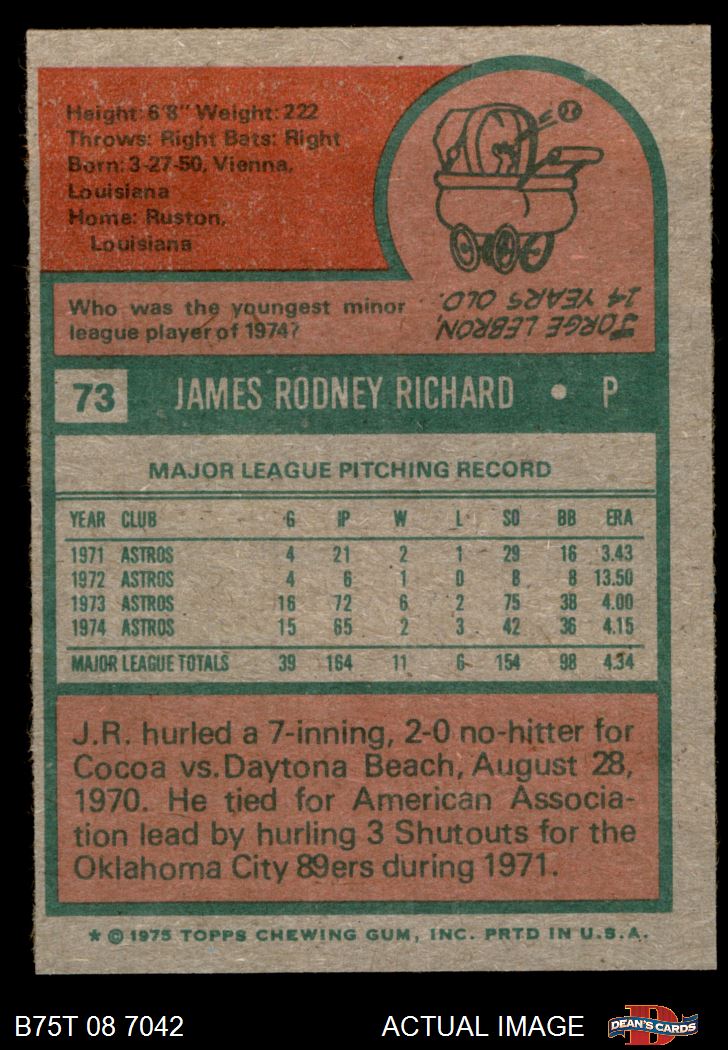 Height: 6'8" Weight: 222
Throws: Right Bats: Right
Born: 3-27-50, Vienna,
Louisiana
Home: Ruston,
Louisiana
Who was the youngest minor
league player of 1974?
JORGE LEBRON,
14 YEARS OLD.
73 JAMES RODNEY RICHARD • P
MAJOR LEAGUE PITCHING RECORD
YEAR CLUB G IP W L SO BB ERA
1971 ASTROS 4 21 2 1 29 16 3.43
1972 ASTROS 4 6 1 0 8 8 13.50
1973 ASTROS 16 72 6 2 75 38 4.00
1974 ASTROS 15 65 2 3 42 36 4.15
MAJOR LEAGUE TOTALS 39 164 11 6 154 98 4.34
J.R. hurled a 7-inning, 2-0 no-hitter for
Cocoa vs. Daytona Beach, August 28,
1970. He tied for American Associa-
tion lead by hurling 3 Shutouts for the
Oklahoma City 89ers during 1971.
* © 1975 TOPPS CHEWING GUM, INC. PRTD IN U.S.A.
B75T 08 7042 ACTUAL IMAGE D DEAN'S CARDS